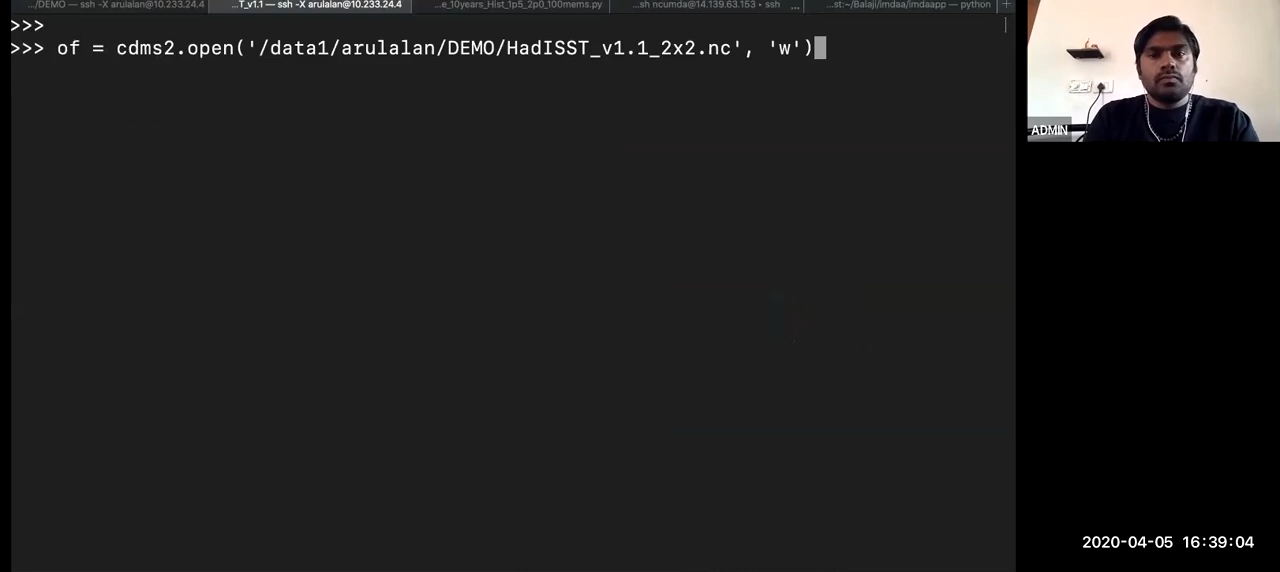 .../DEMO — ssh -X arulalan@10.233.24.4
...T_v1.1 — ssh -X arulalan@10.233.24.4
...e_10years_Hist_1p5_2p0_100mems.py
...sh ncumda@14.139.63.153 ▸ ssh
...
...st:~/Balaji/imdaa/imdaapp — python
+
>>>
>>> of = cdms2.open('/data1/arulalan/DEMO/HadISST_v1.1_2x2.nc', 'w')
ADMIN
2020-04-05 16:39:04